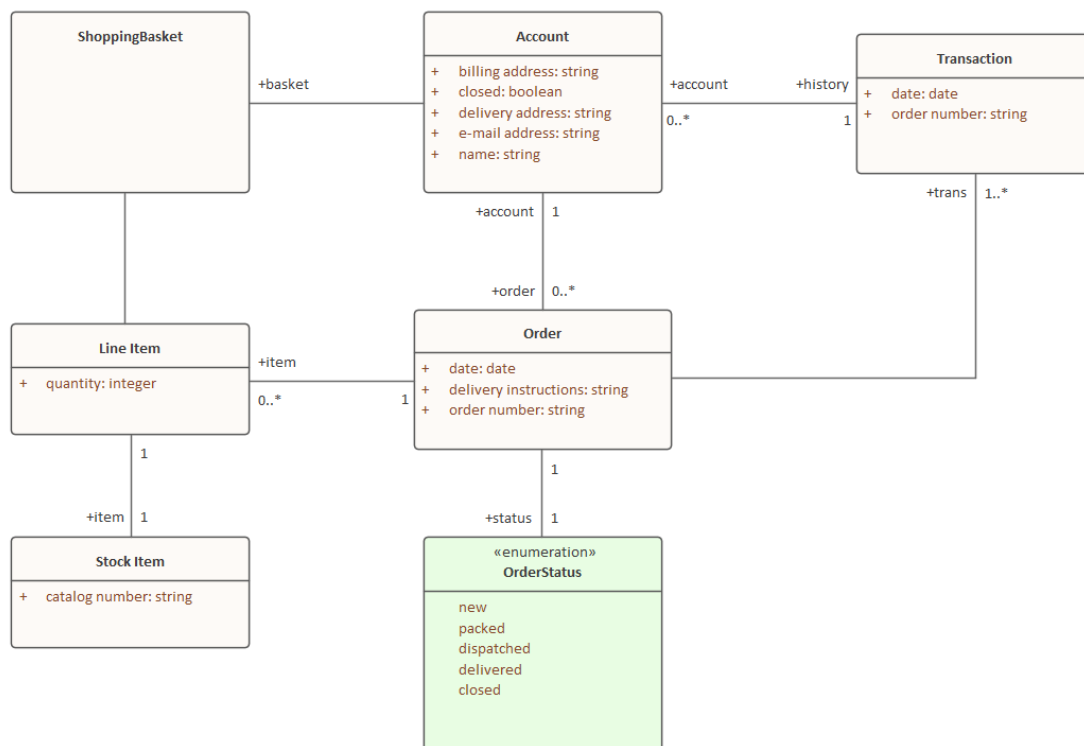 ShoppingBasket
+basket
Account
+ billing address: string
+ closed: boolean
+ delivery address: string
+ e-mail address: string
+ name: string
+account
0..*
+history
1
Transaction
+ date: date
+ order number: string
+account
1
+trans
1..*
+order
0..*
Line Item
+ quantity: integer
+item
0..*
1
Order
+ date: date
+ delivery instructions: string
+ order number: string
1
+item
1
1
+status
1
Stock Item
+ catalog number: string
«enumeration»
OrderStatus
new
packed
dispatched
delivered
closed